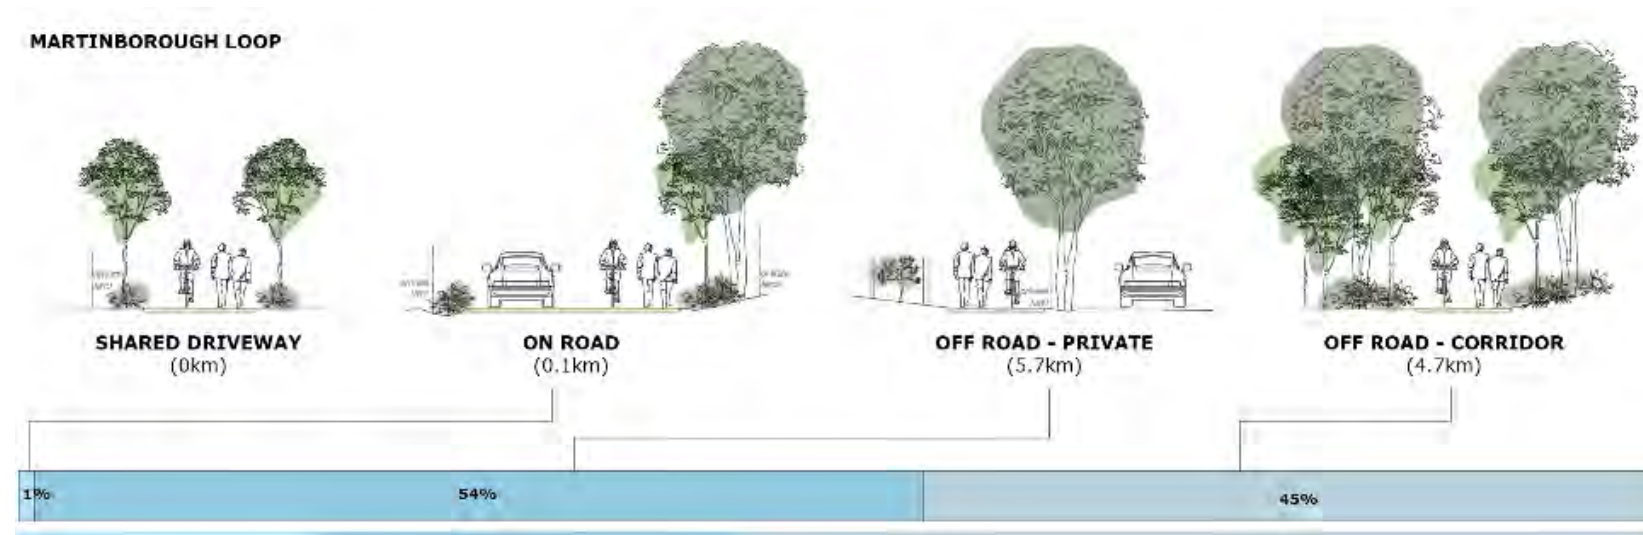 MARTINBOROUGH LOOP
SHARED DRIVEWAY
(0km)
ON ROAD
(0.1km)
OFF ROAD - PRIVATE
(5.7km)
OFF ROAD - CORRIDOR
(4.7km)
1%
54%
45%